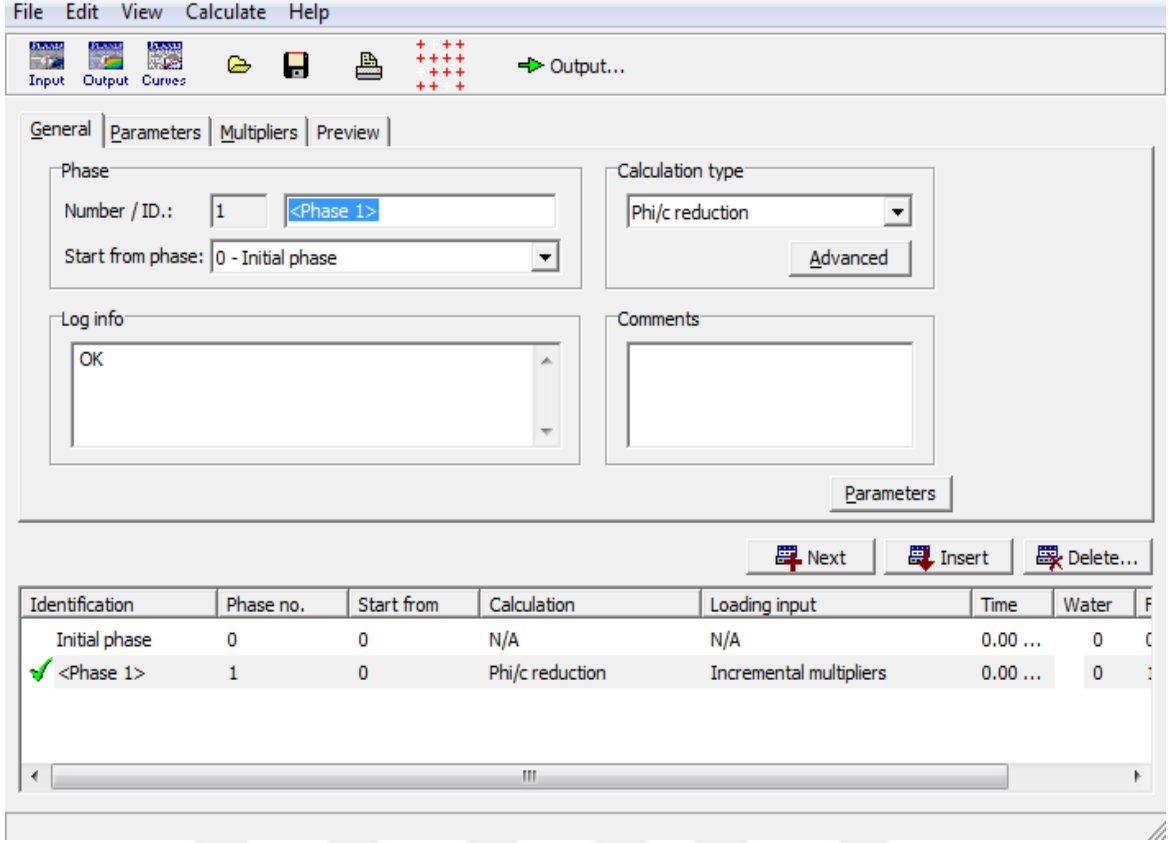 File Edit View Calculate Help
Input Output Curves Output...
General Parameters Multipliers Preview
Phase
Number / ID.: 1 <Phase 1>
Start from phase: 0 - Initial phase
Calculation type
Phi/c reduction
Advanced
Log info
OK
Comments
Parameters
Next Insert Delete...
Identification Phase no. Start from Calculation Loading input Time Water F
Initial phase 0 0 N/A N/A 0.00 ... 0
<Phase 1> 1 0 Phi/c reduction Incremental multipliers 0.00 ... 0